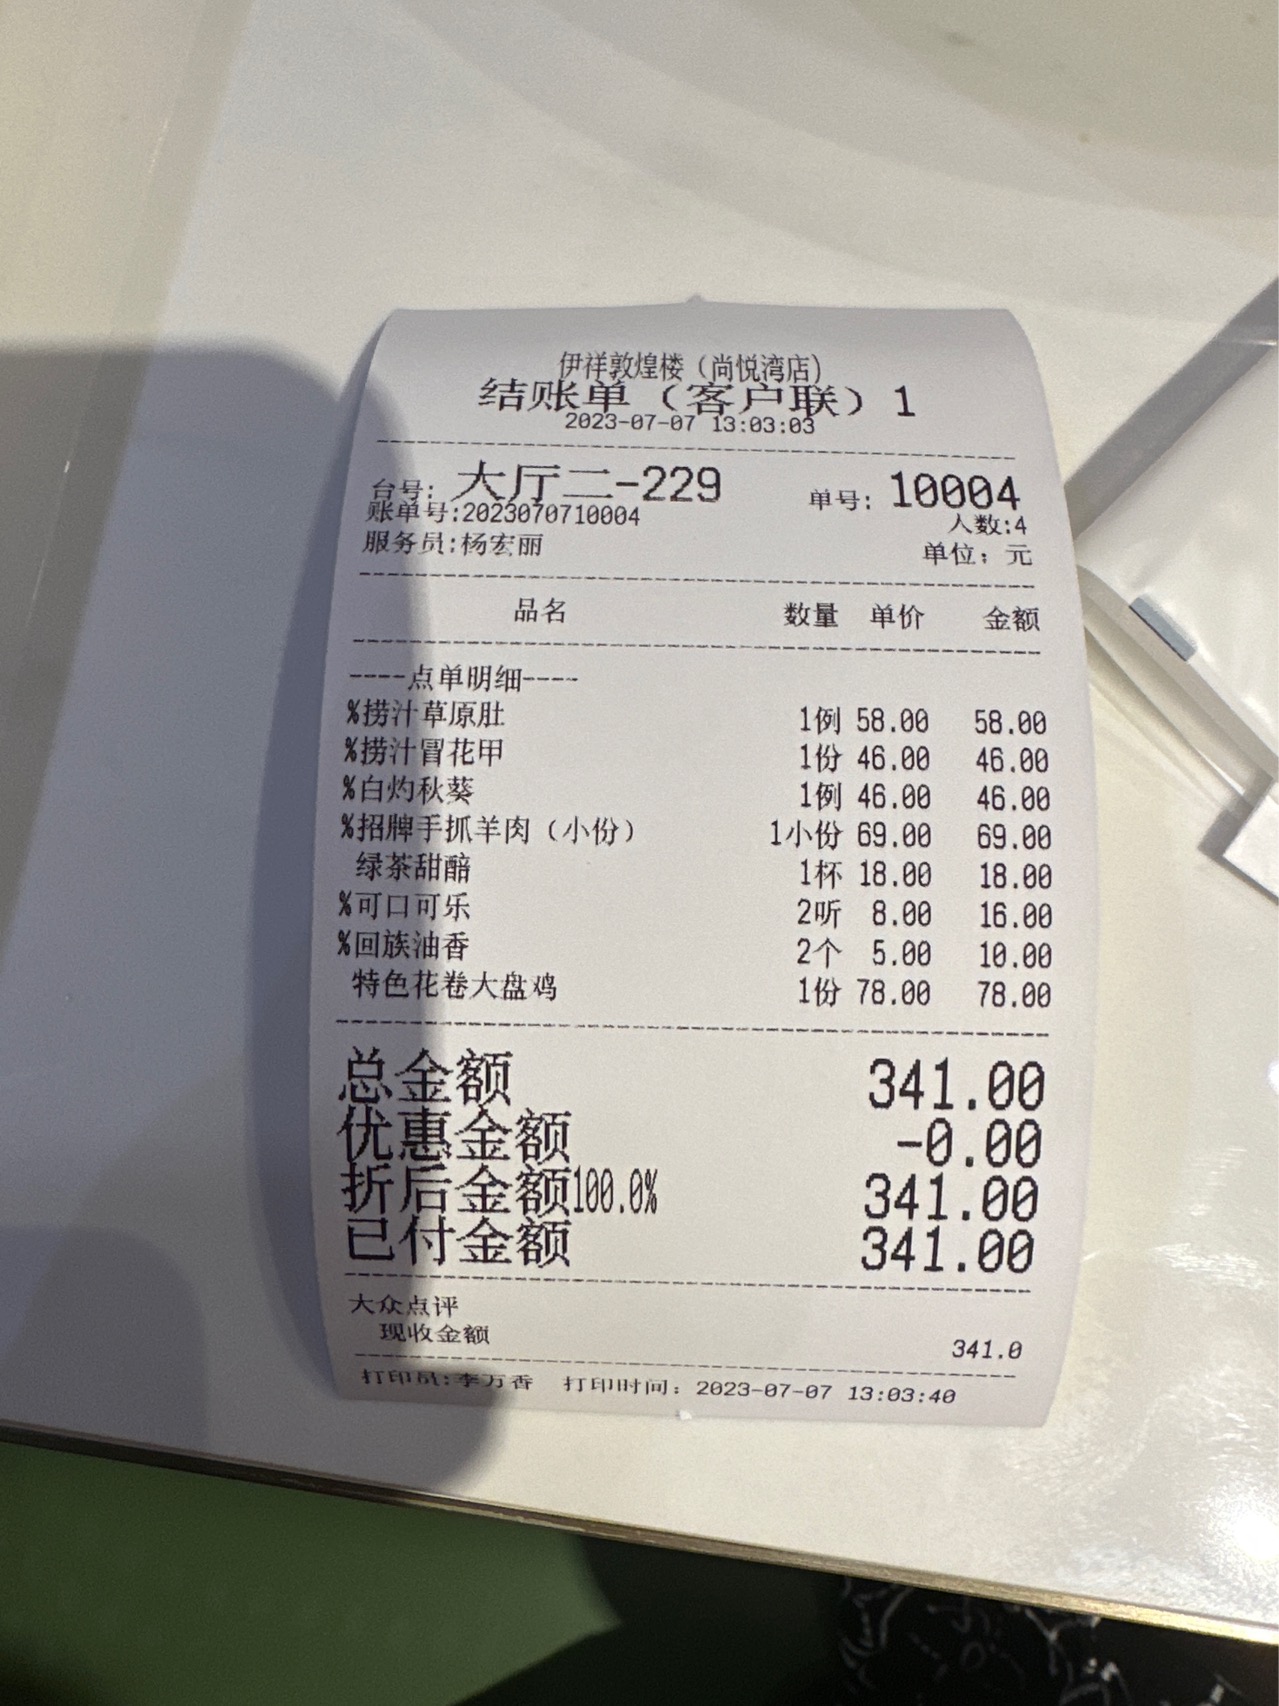 伊祥敦煌楼（尚悦湾店）
结账单（客户联）1
2023-07-07 13:03:03
台号: 大厅二-229 单号: 10004
账单号:2023070710004 人数:4
服务员:杨宏丽 单位: 元
品名 数量 单价 金额
----点单明细----
%捞汁草原肚 1例 58.00 58.00
%捞汁冒花甲 1份 46.00 46.00
%白灼秋葵 1例 46.00 46.00
%招牌手抓羊肉（小份） 1小份 69.00 69.00
绿茶甜醅 1杯 18.00 18.00
%可口可乐 2听 8.00 16.00
%回族油香 2个 5.00 10.00
特色花卷大盘鸡 1份 78.00 78.00
总金额 341.00
优惠金额 -0.00
折后金额100.0% 341.00
已付金额 341.00
大众点评
现收金额 341.0
打印员:李万香 打印时间: 2023-07-07 13:03:40